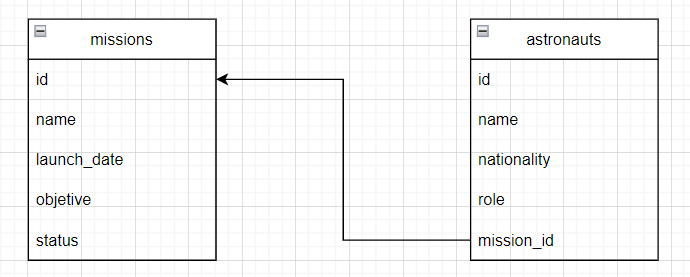 missions
id
name
launch_date
objetive
status
astronauts
id
name
nationality
role
mission_id